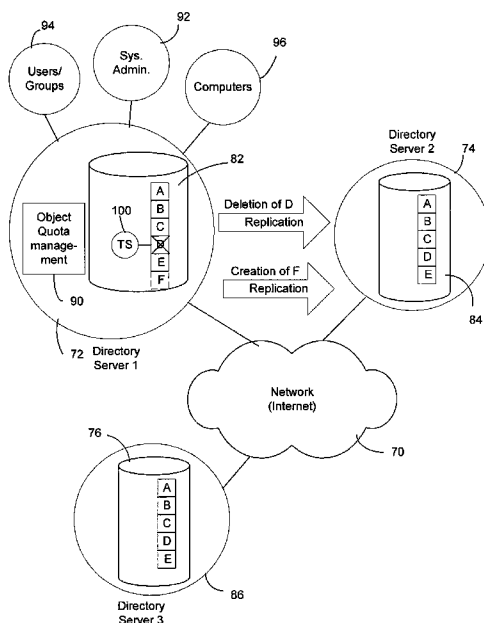 94
92
96
Users/
Groups
Sys.
Admin.
Computers
82
A
B
C
100
TS
D
E
F
Object
Quota
manage-
ment
90
72
Directory
Server 1
Deletion of D
Replication
Creation of F
Replication
Directory
Server 2
74
A
B
C
D
E
84
Network
(Internet)
70
76
A
B
C
D
E
86
Directory
Server 3